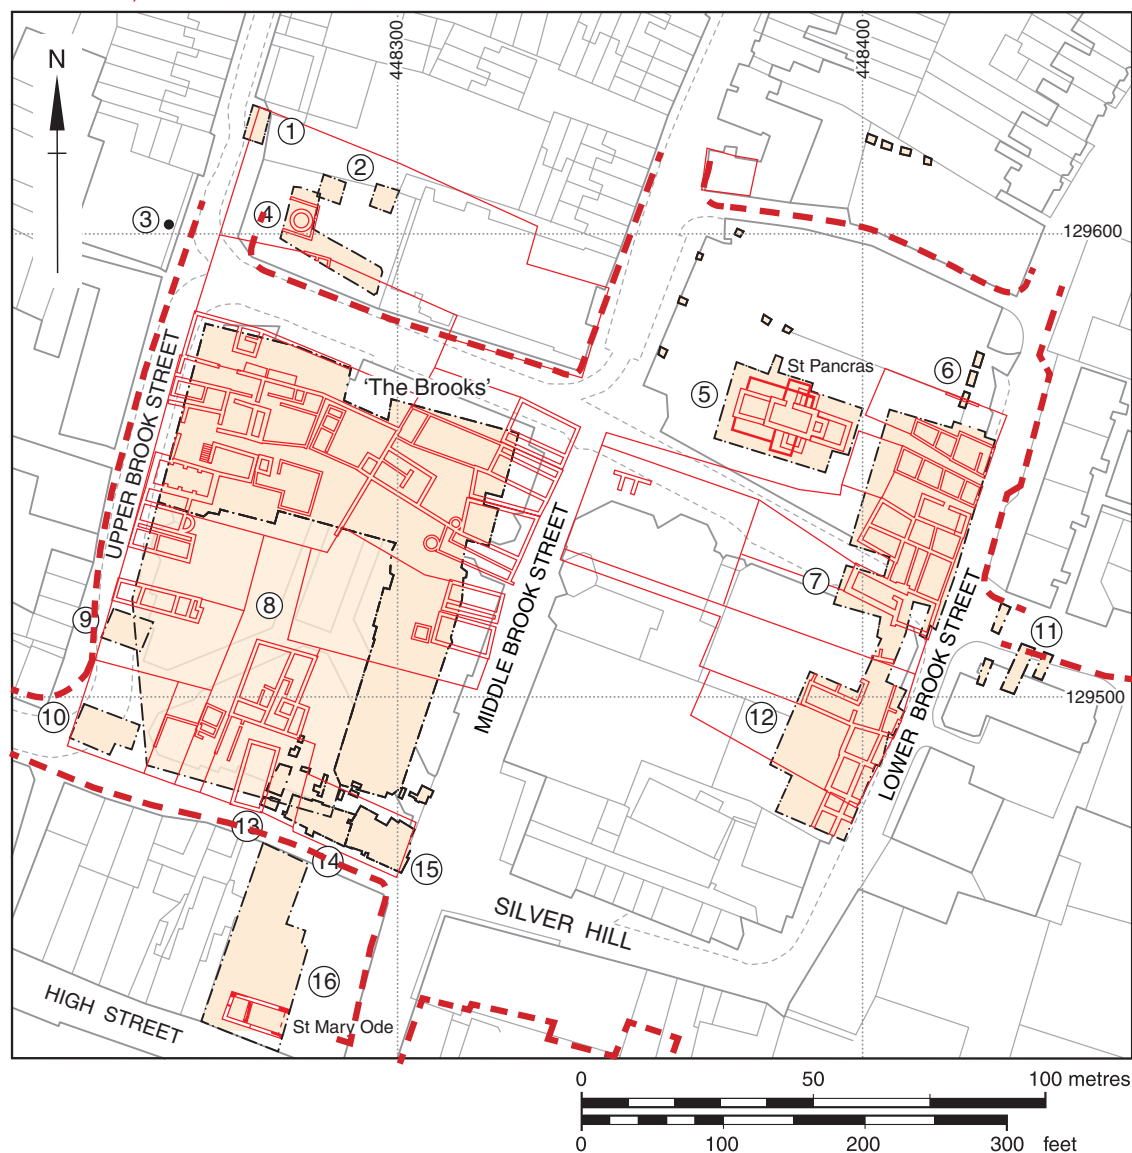 448300
448400
N
1
2
3
4
129600
UPPER BROOK STREET
'The Brooks'
St Pancras
5
6
MIDDLE BROOK STREET
7
8
9
LOWER BROOK STREET
11
10
12
129500
13
14
15
SILVER HILL
16
HIGH STREET
St Mary Ode
0 50 100 metres
0 100 200 300 feet